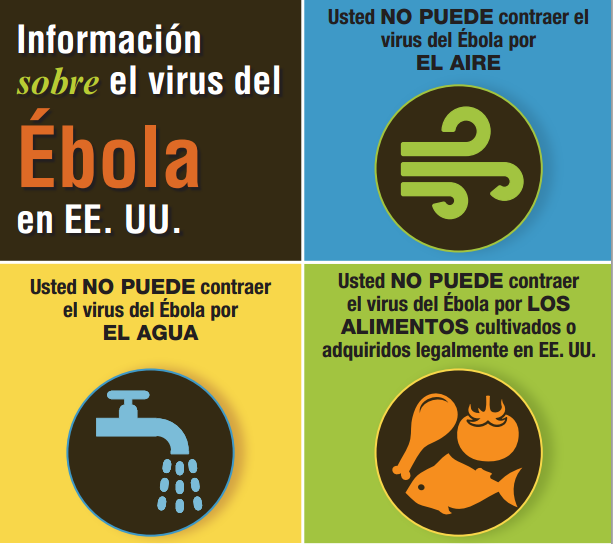 Información
sobre el virus del
Ébola
en EE. UU.
Usted NO PUEDE contraer el
virus del Ébola por
EL AIRE
Usted NO PUEDE contraer
el virus del Ébola por
EL AGUA
Usted NO PUEDE contraer
el virus del Ébola por LOS
ALIMENTOS cultivados o
adquiridos legalmente en EE. UU.